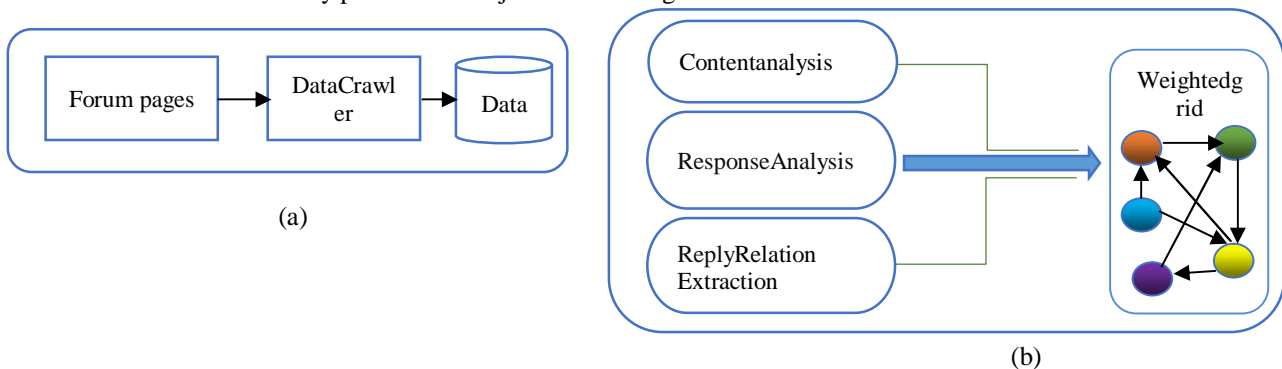 Forum pages
DataCrawl
er
Data
(a)
Contentanalysis
ResponseAnalysis
ReplyRelation
Extraction
Weightedg
rid
(b)